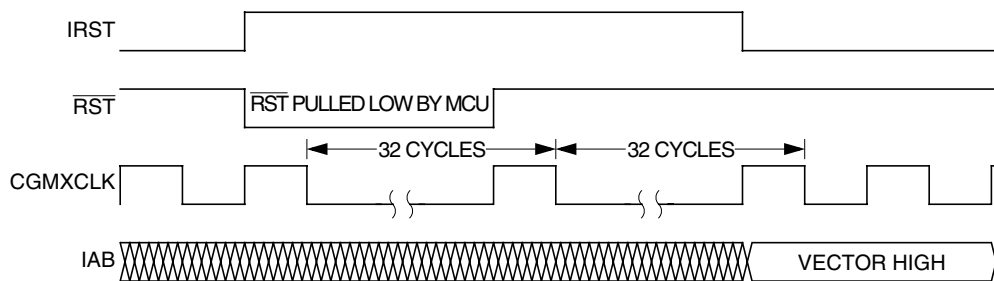 IRST
RST
RST PULLED LOW BY MCU
32 CYCLES
32 CYCLES
CGMXCLK
IAB
VECTOR HIGH